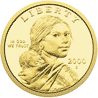 LIBERTY
IN GOD
WE TRUST
2000
S